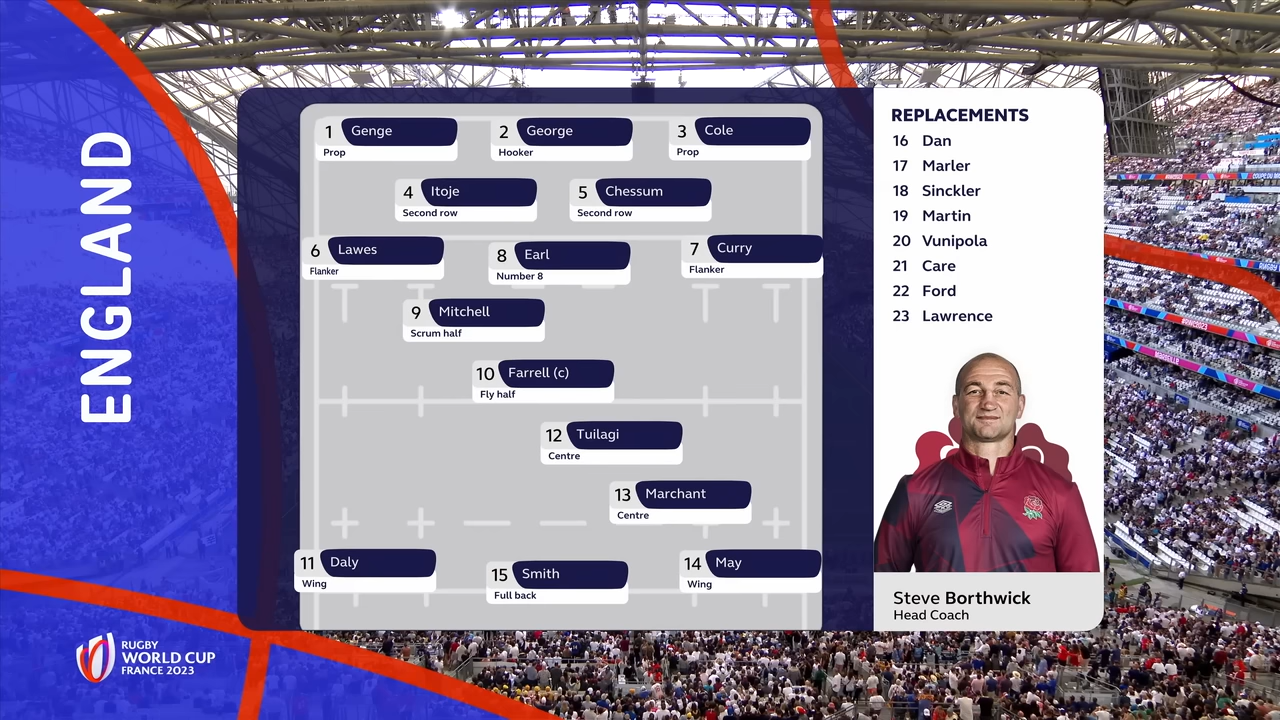 ENGLAND
1 Genge
Prop
2 George
Hooker
3 Cole
Prop
4 Itoje
Second row
5 Chessum
Second row
6 Lawes
Flanker
8 Earl
Number 8
7 Curry
Flanker
9 Mitchell
Scrum half
10 Farrell (c)
Fly half
12 Tuilagi
Centre
13 Marchant
Centre
11 Daly
Wing
15 Smith
Full back
14 May
Wing
REPLACEMENTS
16 Dan
17 Marler
18 Sinckler
19 Martin
20 Vunipola
21 Care
22 Ford
23 Lawrence
Steve Borthwick
Head Coach
RUGBY
WORLD CUP
FRANCE 2023
#RWC2023
MARSEILLE